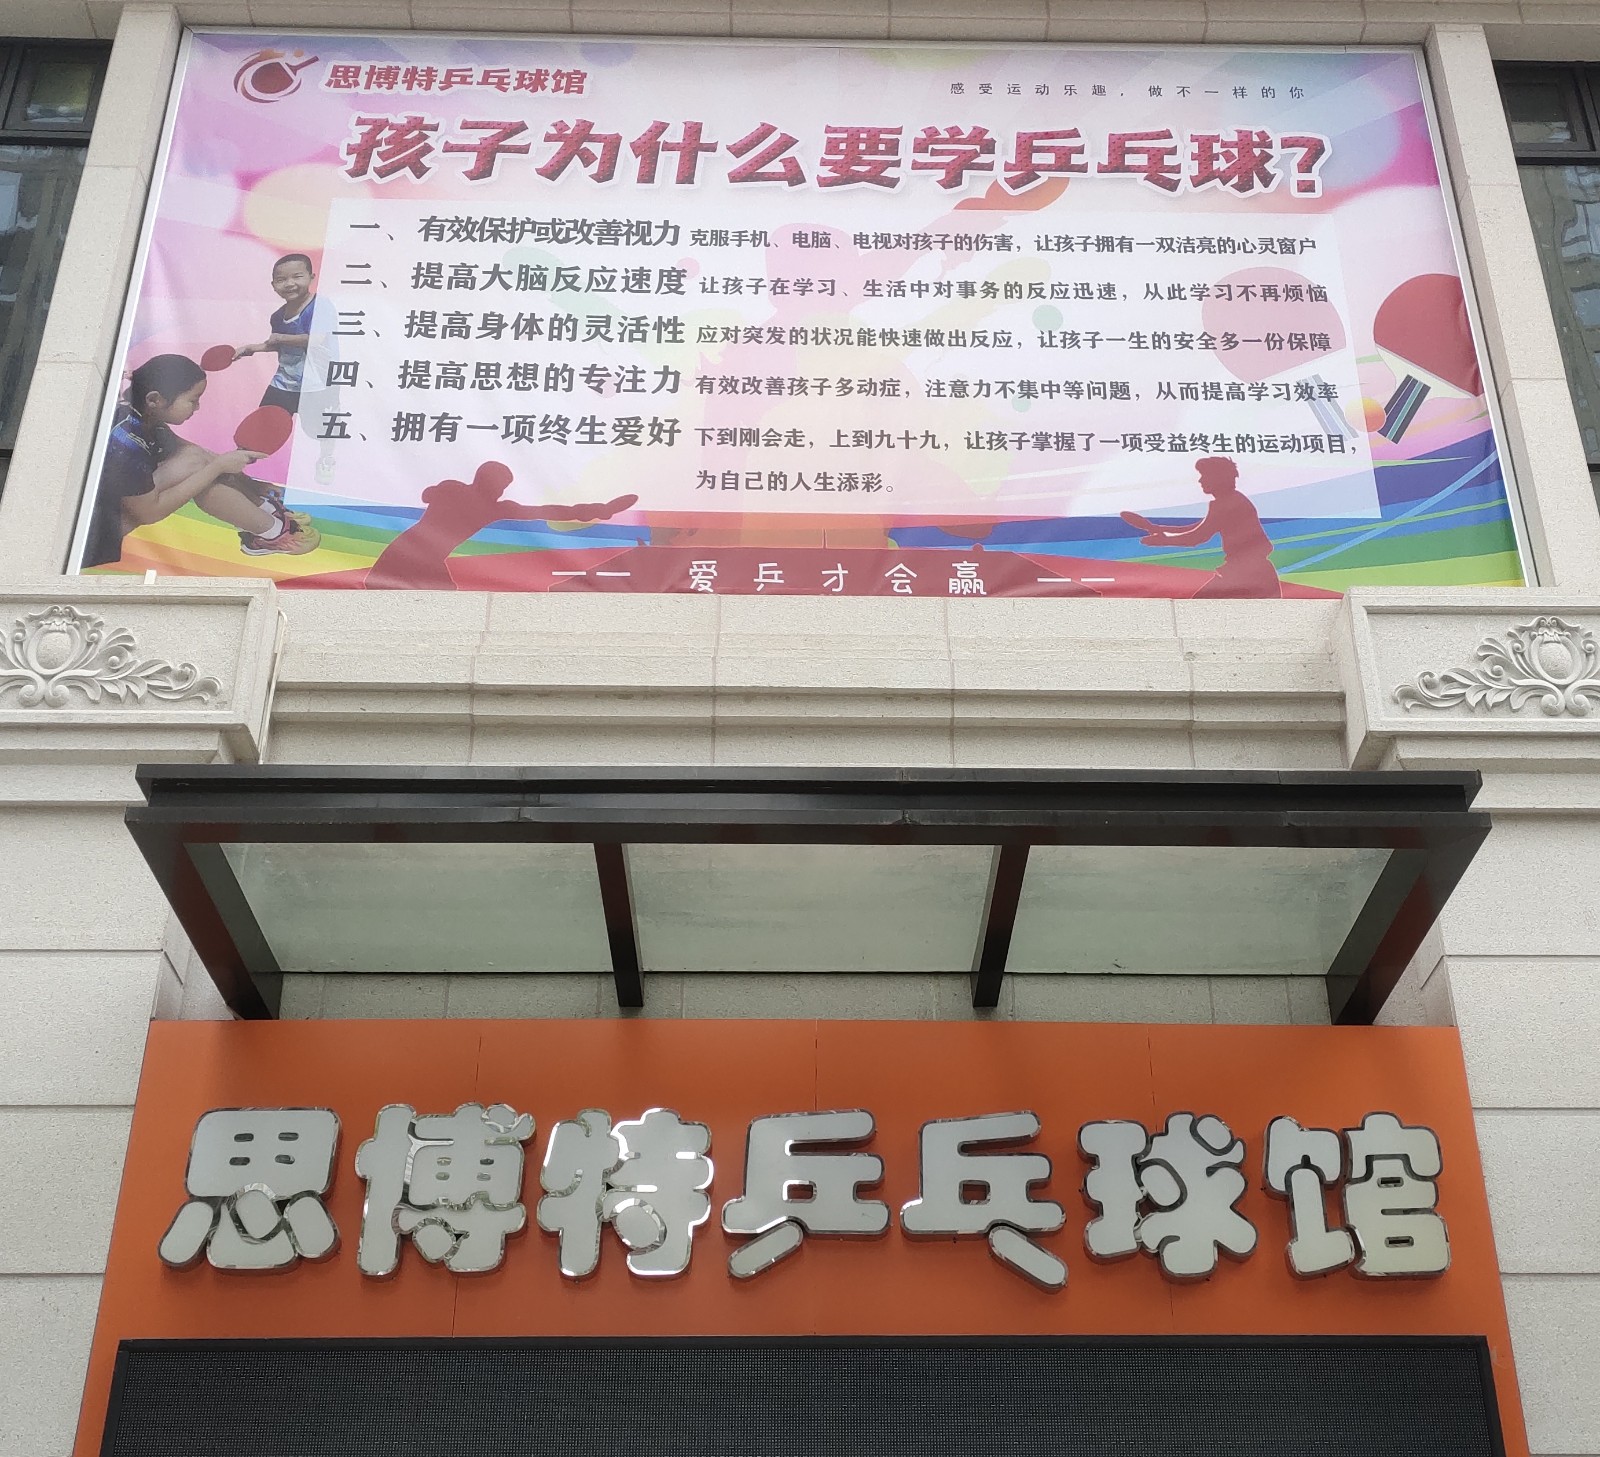 思博特乒乓球馆
感受运动乐趣，做不一样的你
孩子为什么要学乒乓球?
一、有效保护或改善视力 克服手机、电脑、电视对孩子的伤害，让孩子拥有一双洁亮的心灵窗户
二、提高大脑反应速度 让孩子在学习、生活中对事务的反应迅速，从此学习不再烦恼
三、提高身体的灵活性 应对突发的状况能快速做出反应，让孩子一生的安全多一份保障
四、提高思想的专注力 有效改善孩子多动症，注意力不集中等问题，从而提高学习效率
五、拥有一项终生爱好 下到刚会走，上到九十九，让孩子掌握了一项受益终生的运动项目，
为自己的人生添彩。
—— 爱乒才会赢 ——
思博特乒乓球馆